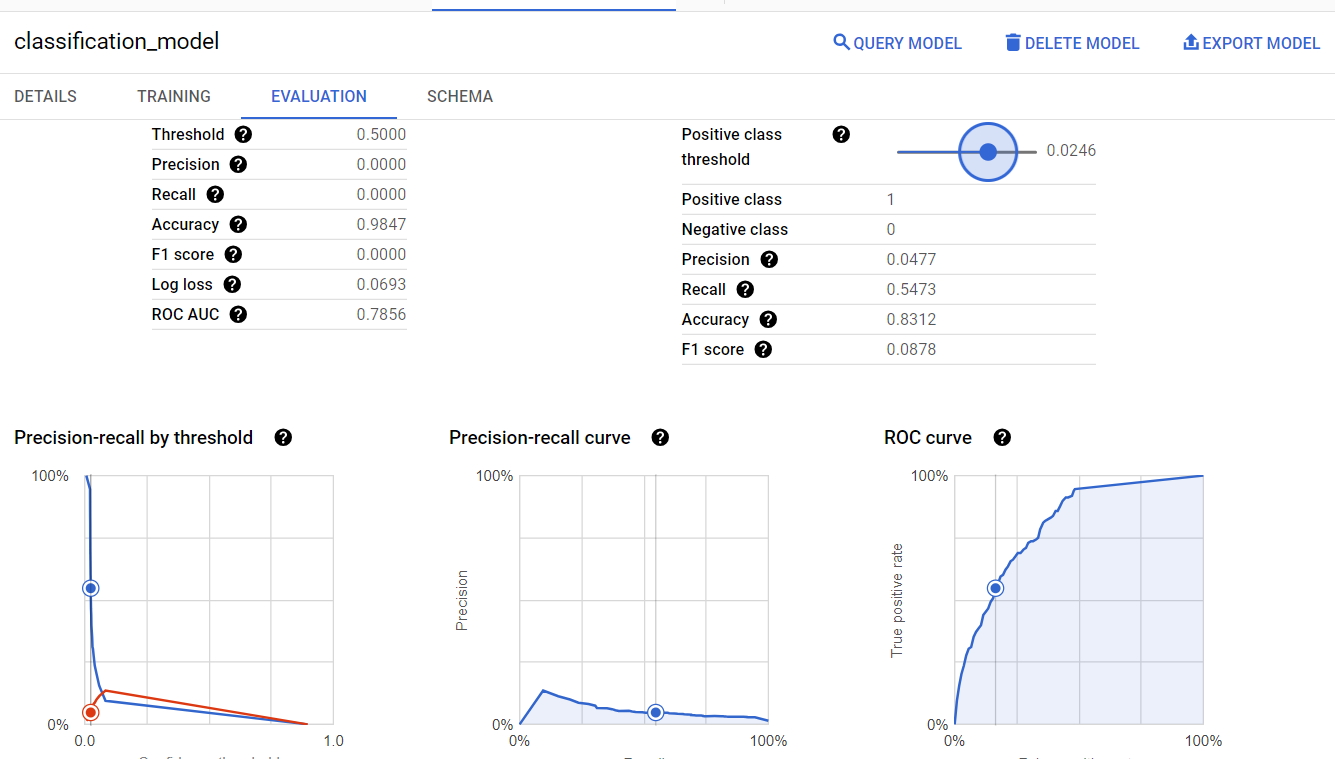 classification_model
QUERY MODEL
DELETE MODEL
EXPORT MODEL
DETAILS
TRAINING
EVALUATION
SCHEMA
Threshold ? 0.5000
Precision ? 0.0000
Recall ? 0.0000
Accuracy ? 0.9847
F1 score ? 0.0000
Log loss ? 0.0693
ROC AUC ? 0.7856
Positive class ?
threshold
0.0246
Positive class 1
Negative class 0
Precision ? 0.0477
Recall ? 0.5473
Accuracy ? 0.8312
F1 score ? 0.0878
Precision-recall by threshold ?
100%
0%
0.0 1.0
Precision-recall curve ?
100%
Precision
0%
0% 100%
ROC curve ?
100%
True positive rate
0%
0% 100%